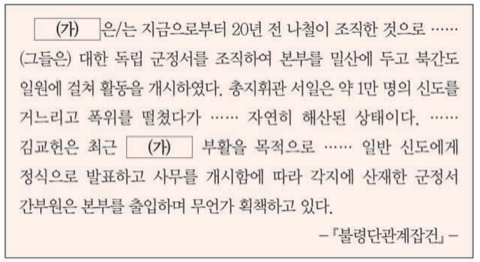 (가) 은/는 지금으로부터 20년 전 나철이 조직한 것으로 ……
(그들은) 대한 독립 군정서를 조직하여 본부를 밀산에 두고 북간도
일원에 걸쳐 활동을 개시하였다. 총지휘관 서일은 약 1만 명의 신도를
거느리고 폭위를 떨쳤다가 …… 자연히 해산된 상태이다. ……
김교헌은 최근 (가) 부활을 목적으로 …… 일반 신도에게
정식으로 발표하고 사무를 개시함에 따라 각지에 산재한 군정서
간부원은 본부를 출입하며 무언가 획책하고 있다.
-『불령단관계잡건』-